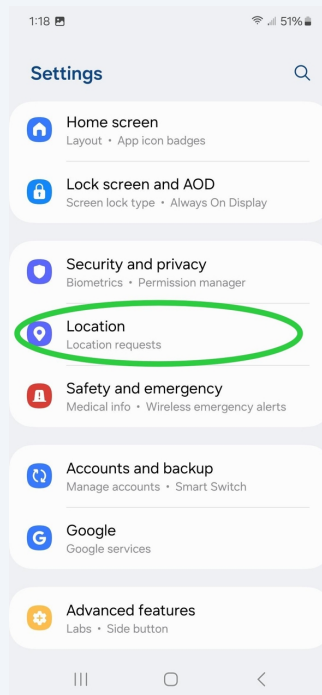 1:18 51%
Settings
Home screen
Layout • App icon badges
Lock screen and AOD
Screen lock type • Always On Display
Security and privacy
Biometrics • Permission manager
Location
Location requests
Safety and emergency
Medical info • Wireless emergency alerts
Accounts and backup
Manage accounts • Smart Switch
G
Google
Google services
Advanced features
Labs • Side button